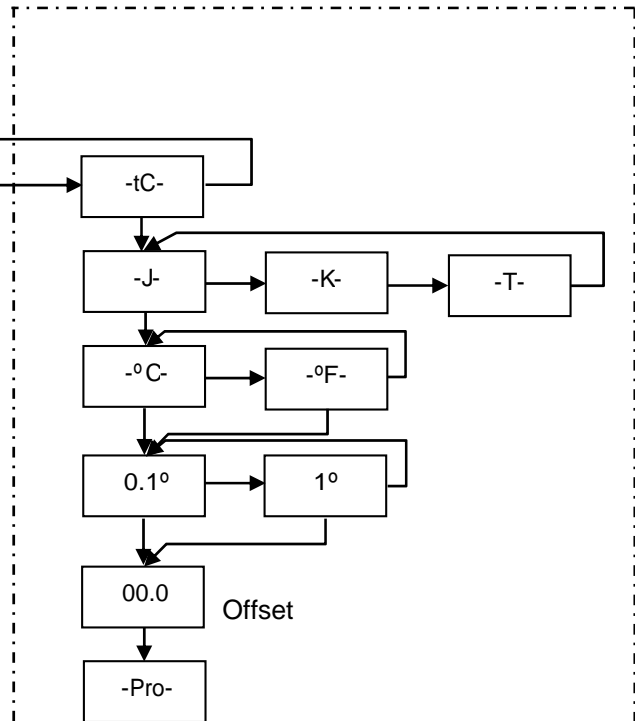 -tC-
-J- -K- -T-
-ºC- -ºF-
0.1º 1º
00.0 Offset
-Pro-